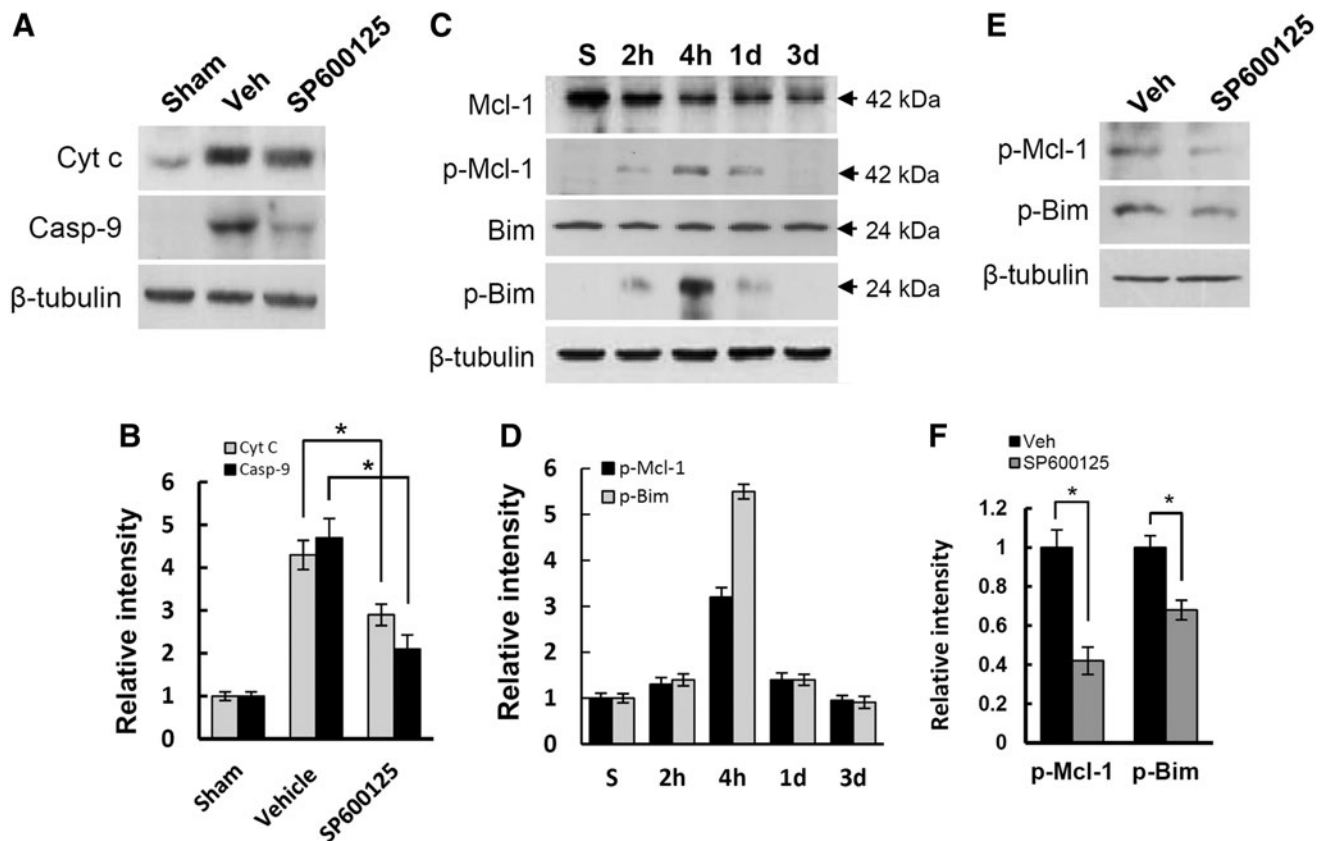 A
Sham Veh SP600125
Cyt c
Casp-9
β-tubulin
B
Cyt C
Casp-9
* *
Relative intensity
6
5
4
3
2
1
0
Sham Vehicle SP600125
C
S 2h 4h 1d 3d
Mcl-1 42 kDa
p-Mcl-1 42 kDa
Bim 24 kDa
p-Bim 24 kDa
β-tubulin
D
p-Mcl-1
p-Bim
Relative intensity
6
5
4
3
2
1
0
S 2h 4h 1d 3d
E
Veh SP600125
p-Mcl-1
p-Bim
β-tubulin
F
Veh
SP600125
* *
Relative intensity
1.2
1
0.8
0.6
0.4
0.2
0
p-Mcl-1 p-Bim